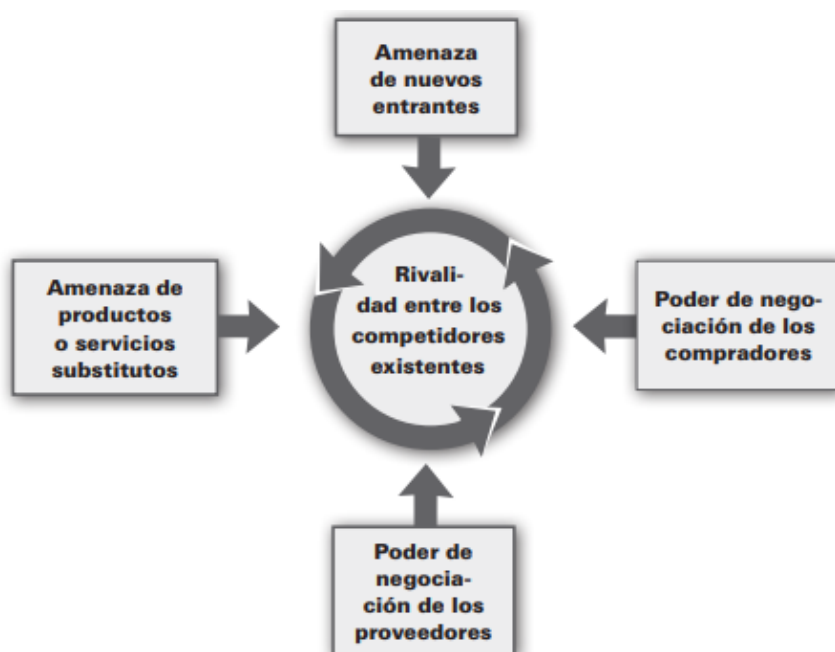 Amenaza
de nuevos
entrantes
Amenaza de
productos
o servicios
substitutos
Rivali-
dad entre los
competidores
existentes
Poder de nego-
ciación de los
compradores
Poder de
negocia-
ción de los
proveedores